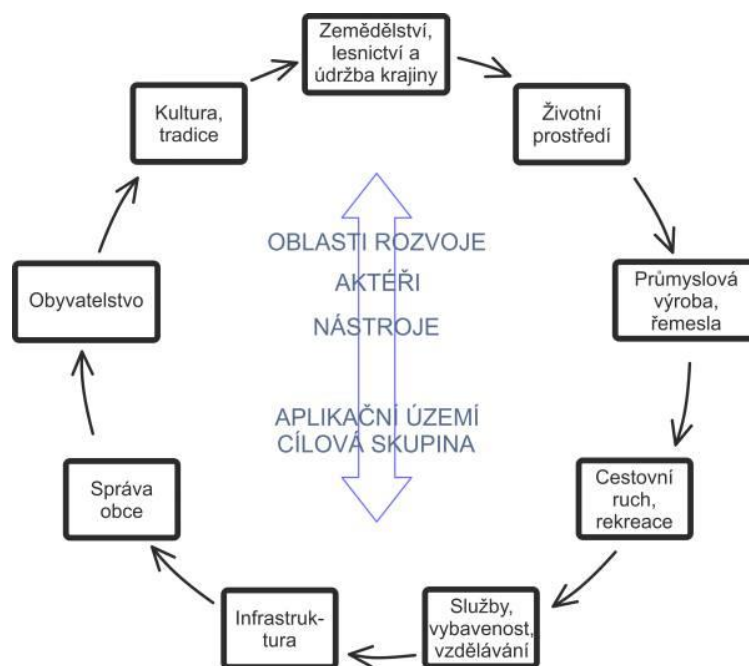 Zemědělství,
lesnictví a
údržba krajiny
Životní
prostředí
Průmyslová
výroba,
řemesla
Cestovní
ruch,
rekreace
Služby,
vybavenost,
vzdělávání
Infrastruk-
tura
Správa
obce
Obyvatelstvo
Kultura,
tradice
OBLASTI ROZVOJE
AKTÉŘI
NÁSTROJE
APLIKAČNÍ ÚZEMÍ
CÍLOVÁ SKUPINA